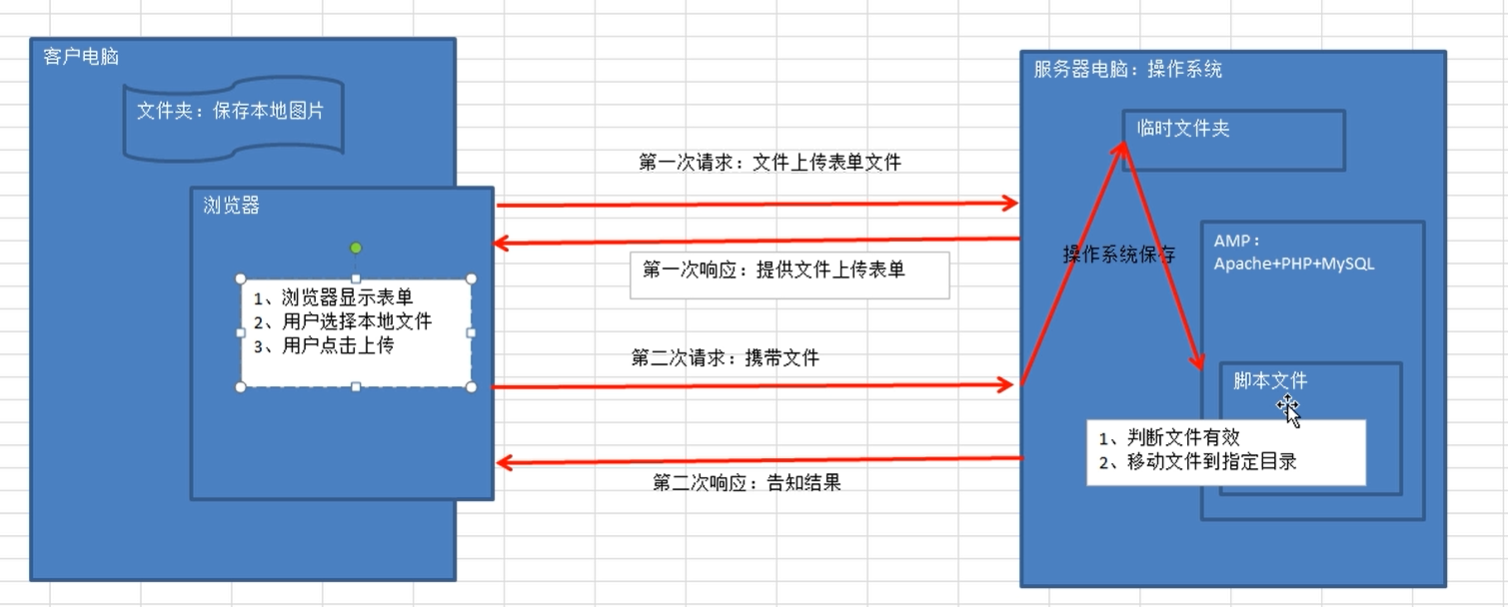 客户电脑
文件夹：保存本地图片
浏览器
1、浏览器显示表单
2、用户选择本地文件
3、用户点击上传
第一次请求：文件上传表单文件
第一次响应：提供文件上传表单
第二次请求：携带文件
第二次响应：告知结果
服务器电脑：操作系统
临时文件夹
操作系统保存
AMP：
Apache+PHP+MySQL
脚本文件
1、判断文件有效
2、移动文件到指定目录